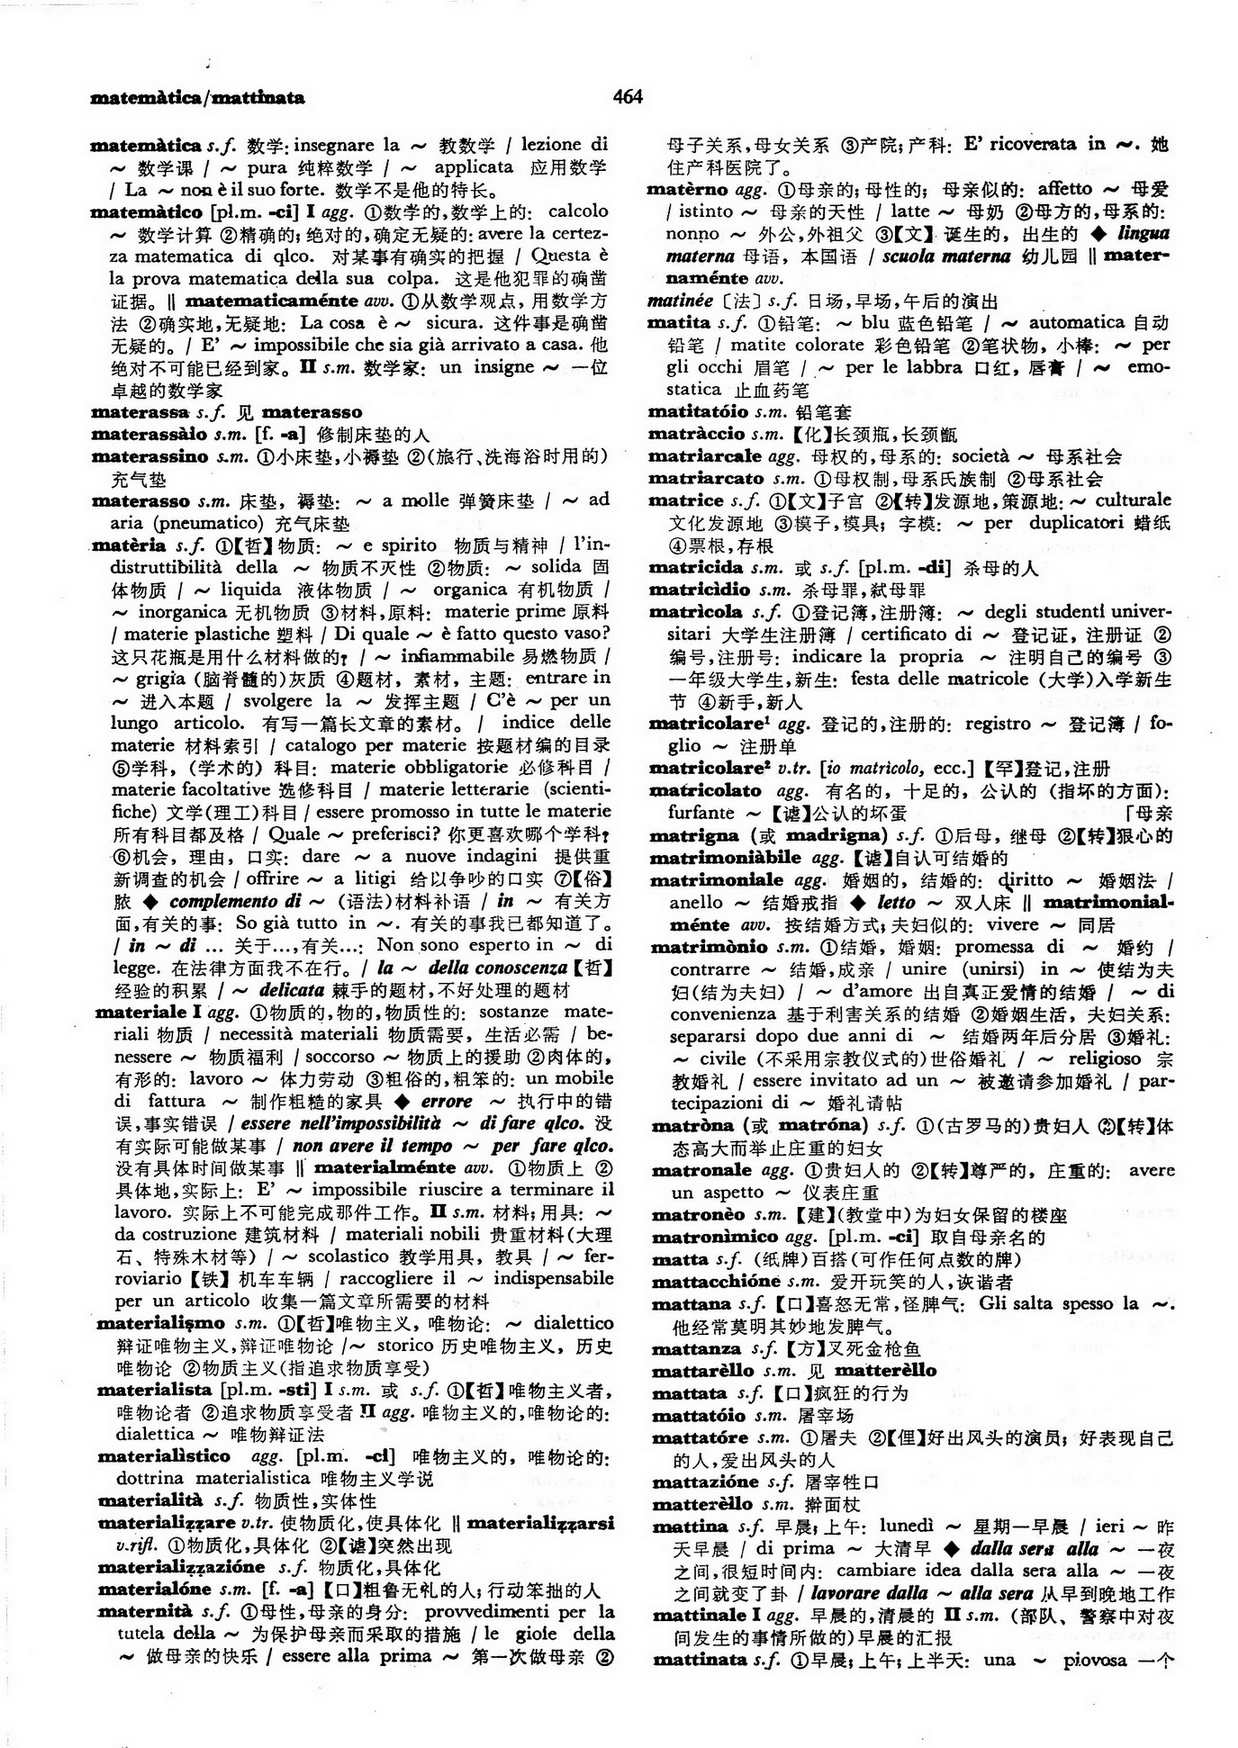 matemàtica/mattinata
464
matemàtica s.f. 数学: insegnare la ～ 教数学 / lezione di
～ 数学课 / ～ pura 纯粹数学 / ～ applicata 应用数学
/ La ～ non è il suo forte. 数学不是他的特长。
matemàtico [pl.m. -ci] I agg. ①数学的,数学上的: calcolo
～ 数学计算 ②精确的; 绝对的,确定无疑的: avere la certez-
za matematica di qlco. 对某事有确实的把握 / Questa è
la prova matematica della sua colpa. 这是他犯罪的确凿
证据。‖ matematicaménte avv. ①从数学观点, 用数学方
法 ②确实地,无疑地: La cosa è ～ sicura. 这件事是确凿
无疑的。/ E' ～ impossibile che sia già arrivato a casa. 他
绝对不可能已经到家。II s.m. 数学家: un insigne ～ 一位
卓越的数学家
materassa s.f. 见 materasso
materassàio s.m. [f. -a] 修制床垫的人
materassino s.m. ①小床垫,小褥垫 ②(旅行、洗海浴时用的)
充气垫
materasso s.m. 床垫, 褥垫: ～ a molle 弹簧床垫 / ～ ad
aria (pneumatico) 充气床垫
matèria s.f. ①【哲】物质: ～ e spirito 物质与精神 / l'in-
distruttibilità della ～ 物质不灭性 ②物质: ～ solida 固
体物质 / ～ liquida 液体物质 / ～ organica 有机物质 /
～ inorganica 无机物质 ③材料,原料: materie prime 原料
/ materie plastiche 塑料 / Di quale ～ è fatto questo vaso?
这只花瓶是用什么材料做的? / ～ infiammabile 易燃物质 /
～ grigia (脑脊髓的)灰质 ④题材, 素材, 主题: entrare in
～ 进入本题 / svolgere la ～ 发挥主题 / C'è ～ per un
lungo articolo. 有写一篇长文章的素材。/ indice delle
materie 材料索引 / catalogo per materie 按题材编的目录
⑤学科, (学术的) 科目: materie obbligatorie 必修科目 /
materie facoltative 选修科目 / materie letterarie (scienti-
fiche) 文学(理工)科目 / essere promosso in tutte le materie
所有科目都及格 / Quale ～ preferisci? 你更喜欢哪个学科?
⑥机会, 理由, 口实: dare ～ a nuove indagini 提供重
新调查的机会 / offrire ～ a litigi 给以争吵的口实 ⑦【俗】
脓 ◆ complemento di ～ (语法)材料补语 / in ～ 有关方
面,有关的事: So già tutto in ～. 有关的事我已都知道了。
/ in ～ di ... 关于...,有关...: Non sono esperto in ～ di
legge. 在法律方面我不在行。/ la ～ della conoscenza【哲】
经验的积累 / ～ delicata 棘手的题材,不好处理的题材
materiale I agg. ①物质的,物的,物质性的: sostanze mate-
riali 物质 / necessità materiali 物质需要, 生活必需 / be-
nessere ～ 物质福利 / soccorso ～ 物质上的援助 ②肉体的,
有形的: lavoro ～ 体力劳动 ③粗俗的,粗笨的: un mobile
di fattura ～ 制作粗糙的家具 ◆ errore ～ 执行中的错
误,事实错误 / essere nell'impossibilità ～ di fare qlco. 没
有实际可能做某事 / non avere il tempo ～ per fare qlco.
没有具体时间做某事 ‖ materialménte avv. ①物质上 ②
具体地,实际上: E' ～ impossibile riuscire a terminare il
lavoro. 实际上不可能完成那件工作。II s.m. 材料; 用具: ～
da costruzione 建筑材料 / materiali nobili 贵重材料(大理
石、特殊木材等) / ～ scolastico 教学用具, 教具 / ～ fer-
roviario【铁】机车车辆 / raccogliere il ～ indispensabile
per un articolo 收集一篇文章所需要的材料
materialiṣmo s.m. ①【哲】唯物主义, 唯物论: ～ dialettico
辩证唯物主义,辩证唯物论 /～ storico 历史唯物主义, 历史
唯物论 ②物质主义(指追求物质享受)
materialista [pl.m. -sti] I s.m. 或 s.f. ①【哲】唯物主义者,
唯物论者 ②追求物质享受者 II agg. 唯物主义的,唯物论的:
dialettica ～ 唯物辩证法
materialìstico agg. [pl.m. -ci] 唯物主义的, 唯物论的:
dottrina materialistica 唯物主义学说
materialità s.f. 物质性,实体性
materialiẓẓare v.tr. 使物质化,使具体化 ‖ materialiẓẓarsi
v.rifl. ①物质化,具体化 ②【谑】突然出现
materialiẓẓazióne s.f. 物质化,具体化
materialóne s.m. [f. -a]【口】粗鲁无礼的人; 行动笨拙的人
maternità s.f. ①母性,母亲的身分: provvedimenti per la
tutela della ～ 为保护母亲而采取的措施 / le gioie della
～ 做母亲的快乐 / essere alla prima ～ 第一次做母亲 ②
母子关系,母女关系 ③产院; 产科: E' ricoverata in ～. 她
住产科医院了。
matèrno agg. ①母亲的; 母性的; 母亲似的: affetto ～ 母爱
/ istinto ～ 母亲的天性 / latte ～ 母奶 ②母方的,母系的:
nonno ～ 外公,外祖父 ③【文】诞生的, 出生的 ◆ lingua
materna 母语, 本国语 / scuola materna 幼儿园 ‖ mater-
naménte avv.
matinée〔法〕s.f. 日场,早场,午后的演出
matita s.f. ①铅笔: ～ blu 蓝色铅笔 / ～ automatica 自动
铅笔 / matite colorate 彩色铅笔 ②笔状物, 小棒: ～ per
gli occhi 眉笔 / ～ per le labbra 口红, 唇膏 / ～ emo-
statica 止血药笔
matitatóio s.m. 铅笔套
matràccio s.m.【化】长颈瓶,长颈甑
matriarcale agg. 母权的,母系的: società ～ 母系社会
matriarcato s.m. ①母权制,母系氏族制 ②母系社会
matrice s.f. ①【文】子宫 ②【转】发源地,策源地: ～ culturale
文化发源地 ③模子,模具; 字模: ～ per duplicatori 蜡纸
④票根,存根
matricida s.m. 或 s.f. [pl.m. -di] 杀母的人
matricìdio s.m. 杀母罪,弑母罪
matrìcola s.f. ①登记簿,注册簿: ～ degli studenti univer-
sitari 大学生注册簿 / certificato di ～ 登记证, 注册证 ②
编号,注册号: indicare la propria ～ 注明自己的编号 ③
一年级大学生,新生: festa delle matricole (大学)入学新生
节 ④新手,新人
matricolare¹ agg. 登记的,注册的: registro ～ 登记簿 / fo-
glio ～ 注册单
matricolare² v.tr. [io matricolo, ecc.]【罕】登记,注册
matricolato agg. 有名的, 十足的, 公认的 (指坏的方面):
furfante ～【谑】公认的坏蛋 「母亲
matrigna (或 madrigna) s.f. ①后母, 继母 ②【转】狠心的
matrimoniàbile agg.【谑】自认可结婚的
matrimoniale agg. 婚姻的, 结婚的: diritto ～ 婚姻法 /
anello ～ 结婚戒指 ◆ letto ～ 双人床 ‖ matrimonial-
ménte avv. 按结婚方式; 夫妇似的: vivere ～ 同居
matrimònio s.m. ①结婚, 婚姻: promessa di ～ 婚约 /
contrarre ～ 结婚,成亲 / unire (unirsi) in ～ 使结为夫
妇(结为夫妇) / ～ d'amore 出自真正爱情的结婚 / ～ di
convenienza 基于利害关系的结婚 ②婚姻生活, 夫妇关系:
separarsi dopo due anni di ～ 结婚两年后分居 ③婚礼:
～ civile (不采用宗教仪式的)世俗婚礼 / ～ religioso 宗
教婚礼 / essere invitato ad un ～ 被邀请参加婚礼 / par-
tecipazioni di ～ 婚礼请帖
matròna (或 matróna) s.f. ①(古罗马的)贵妇人 ②【转】体
态高大而举止庄重的妇女
matronale agg. ①贵妇人的 ②【转】尊严的, 庄重的: avere
un aspetto ～ 仪表庄重
matronèo s.m.【建】(教堂中)为妇女保留的楼座
matronìmico agg. [pl.m. -ci] 取自母亲名的
matta s.f. (纸牌)百搭(可作任何点数的牌)
mattacchióne s.m. 爱开玩笑的人,诙谐者
mattana s.f.【口】喜怒无常,怪脾气: Gli salta spesso la ～.
他经常莫明其妙地发脾气。
mattanza s.f.【方】叉死金枪鱼
mattarèllo s.m. 见 matterèllo
mattata s.f.【口】疯狂的行为
mattatóio s.m. 屠宰场
mattatóre s.m. ①屠夫 ②【俚】好出风头的演员; 好表现自己
的人,爱出风头的人
mattazióne s.f. 屠宰牲口
matterèllo s.m. 擀面杖
mattina s.f. 早晨; 上午: lunedì ～ 星期一早晨 / ieri ～ 昨
天早晨 / di prima ～ 大清早 ◆ dalla sera alla ～ 一夜
之间,很短时间内: cambiare idea dalla sera alla ～ 一夜
之间就变了卦 / lavorare dalla ～ alla sera 从早到晚地工作
mattinale I agg. 早晨的,清晨的 II s.m. (部队、警察中对夜
间发生的事情所做的)早晨的汇报
mattinata s.f. ①早晨; 上午; 上半天: una ～ piovosa 一个